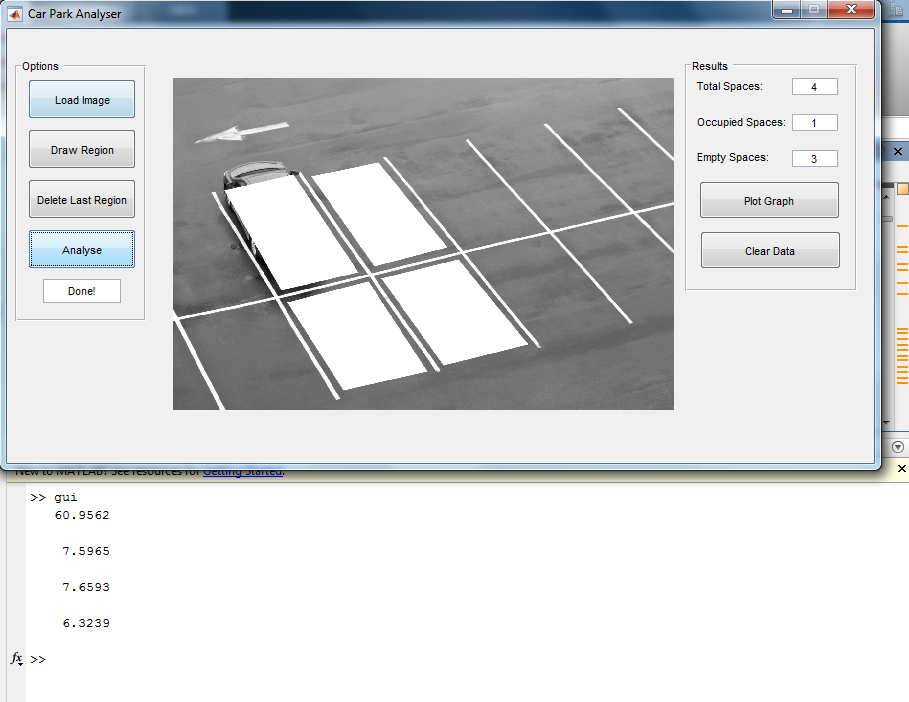 Car Park Analyser
Options
Load Image
Draw Region
Delete Last Region
Analyse
Done!
Results
Total Spaces: 4
Occupied Spaces: 1
Empty Spaces: 3
Plot Graph
Clear Data
New to MATLAB? See resources for Getting Started.
>> gui
60.9562
7.5965
7.6593
6.3239
fx >>